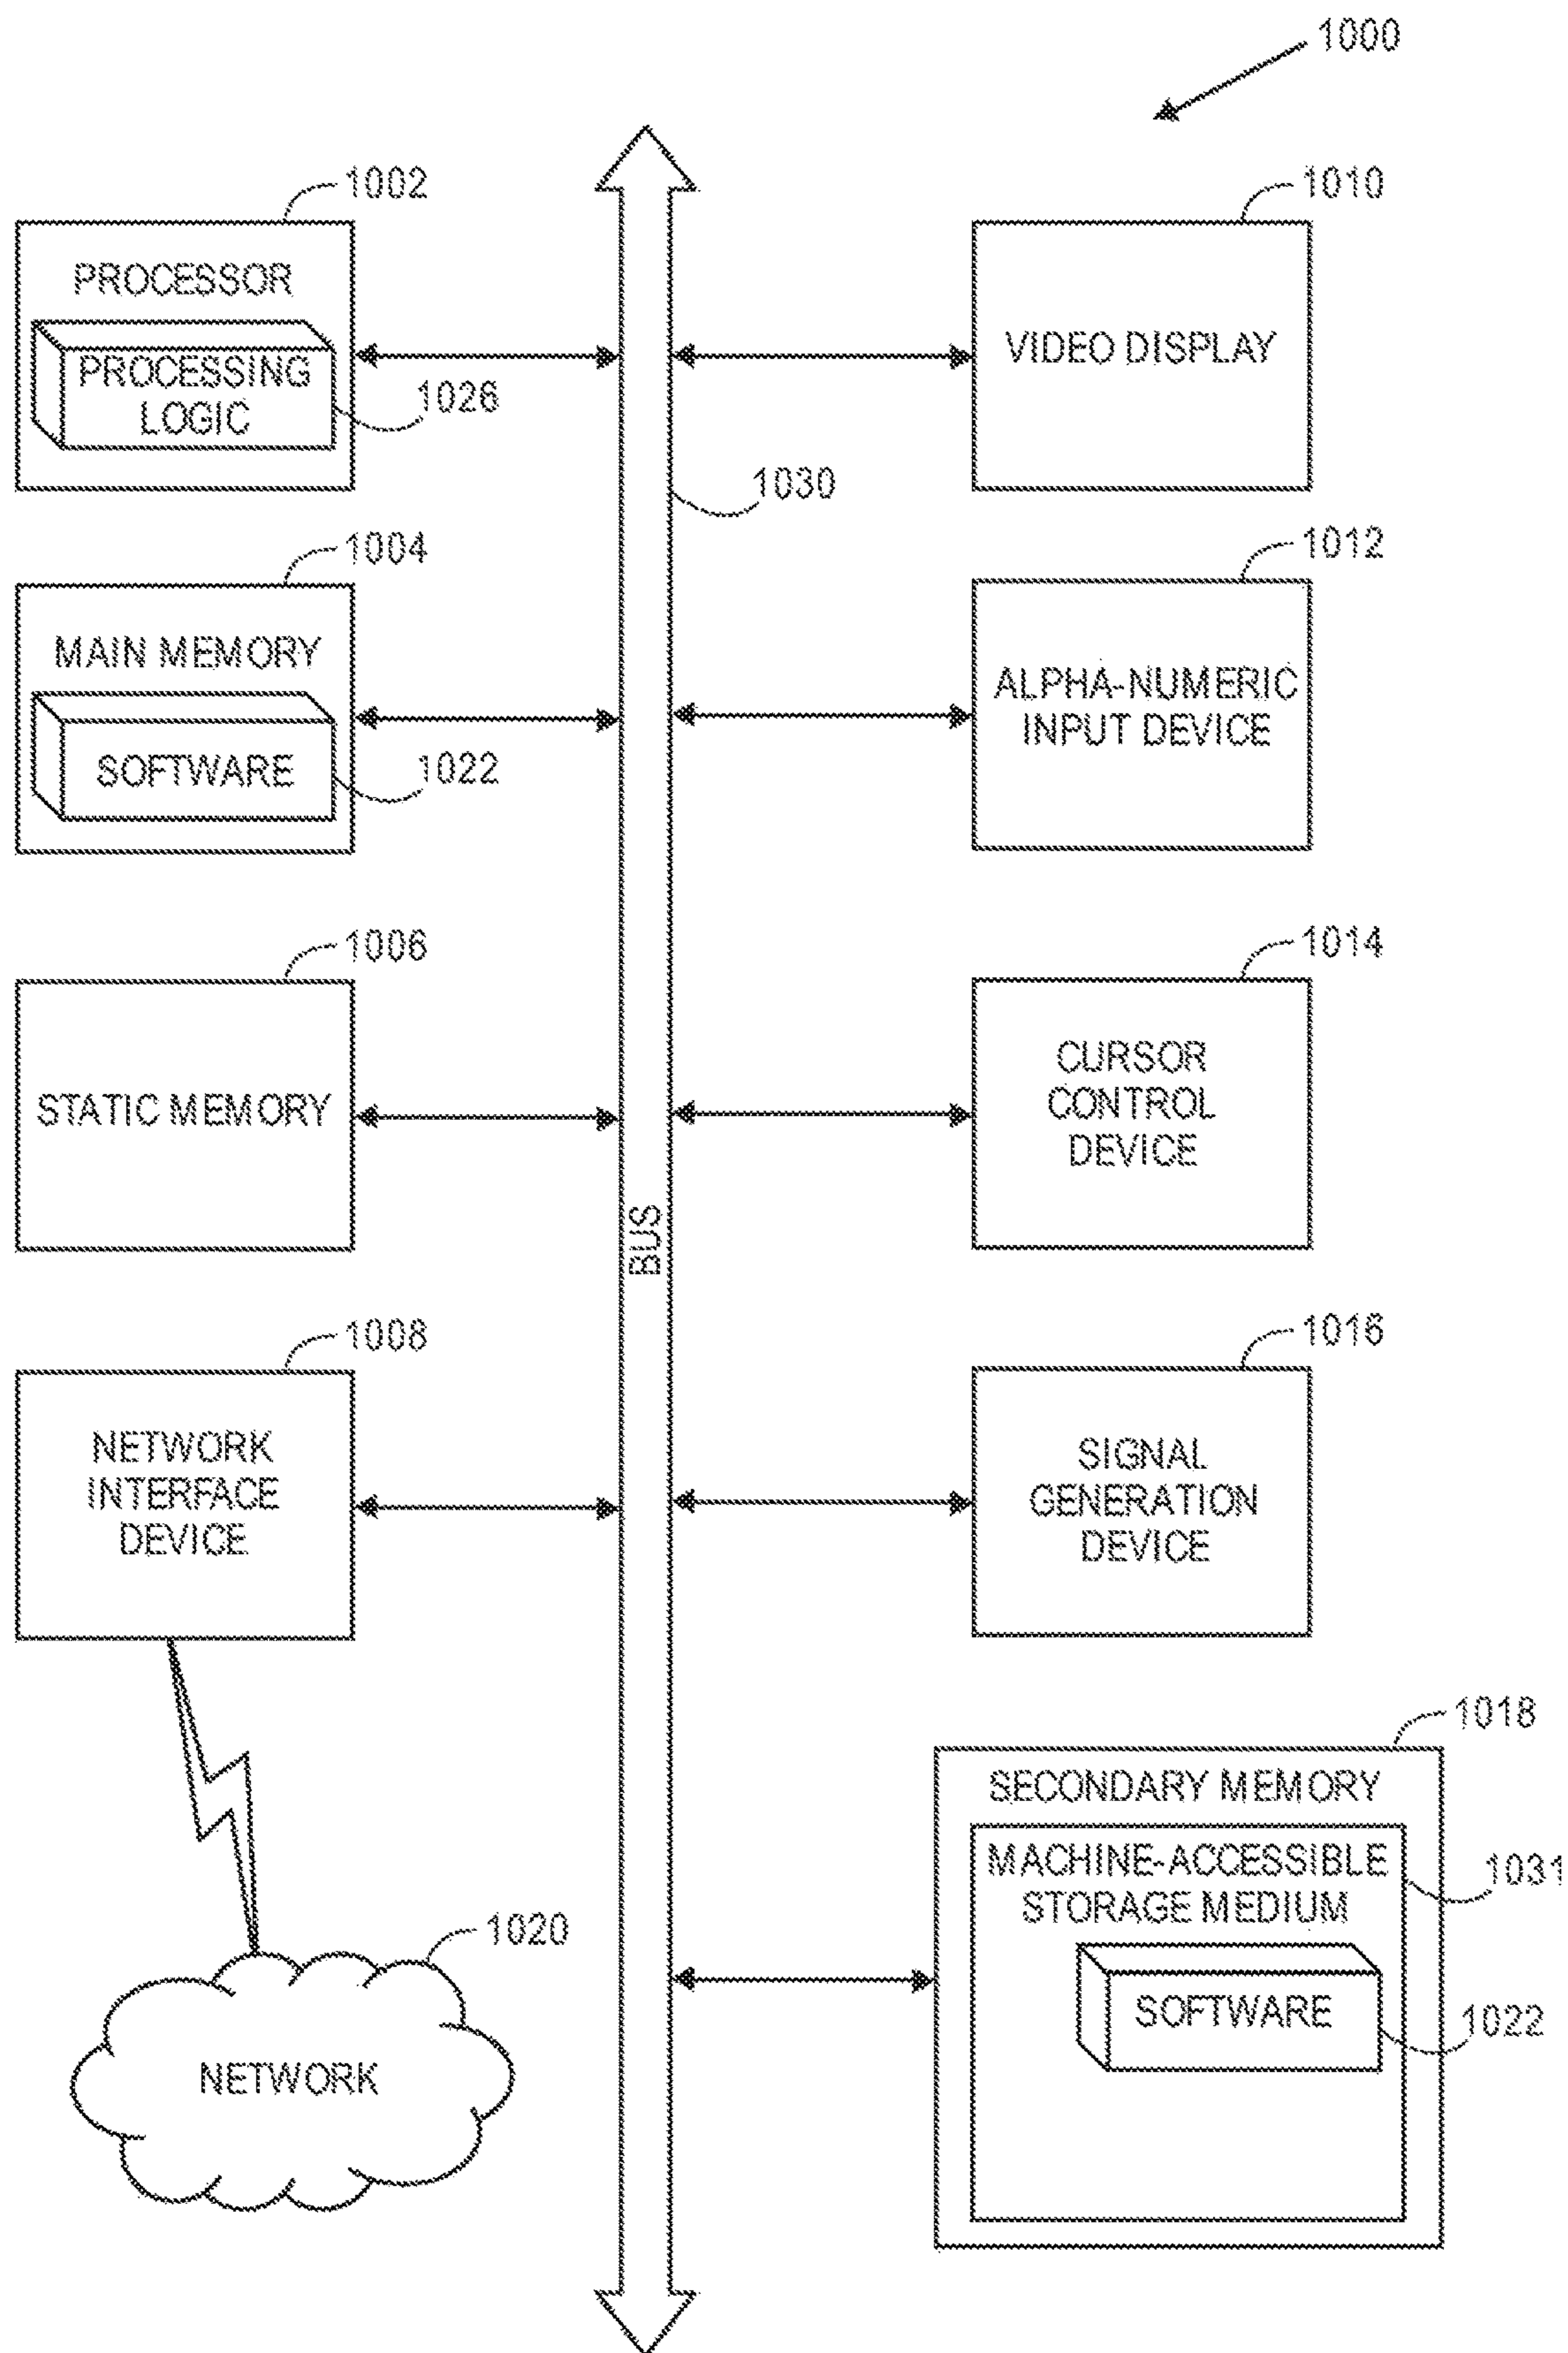 1000
1002
PROCESSOR
PROCESSING
LOGIC
1026
1004
MAIN MEMORY
SOFTWARE
1022
1006
STATIC MEMORY
1008
NETWORK
INTERFACE
DEVICE
1020
NETWORK
1030
BUS
1010
VIDEO DISPLAY
1012
ALPHA-NUMERIC
INPUT DEVICE
1014
CURSOR
CONTROL
DEVICE
1016
SIGNAL
GENERATION
DEVICE
1018
SECONDARY MEMORY
MACHINE-ACCESSIBLE
STORAGE MEDIUM
1031
SOFTWARE
1022